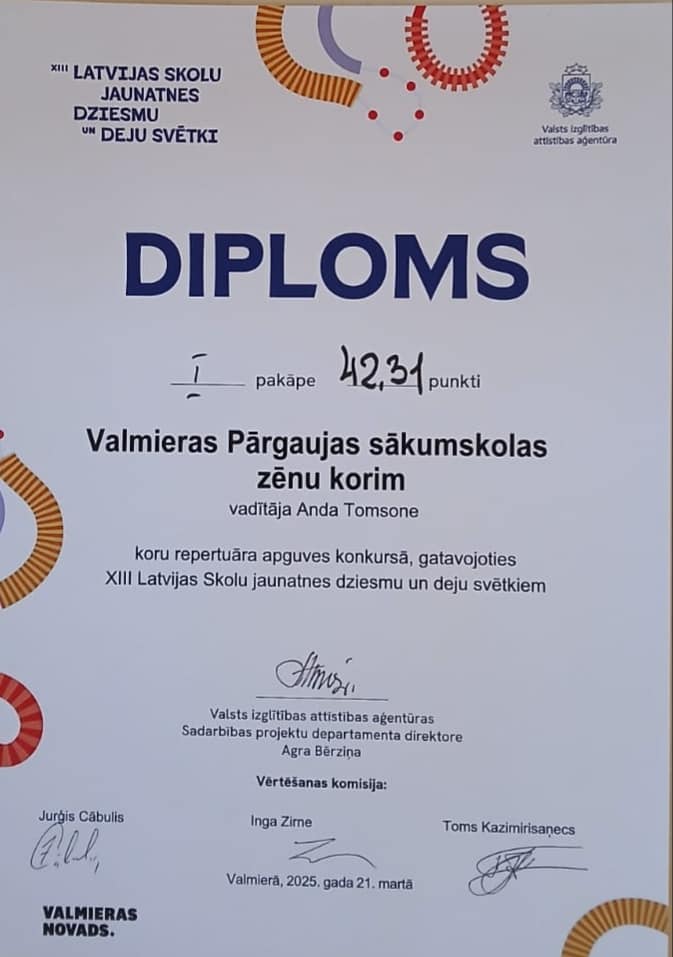 XIII LATVIJAS SKOLU
JAUNATNES
DZIESMU
UN DEJU SVĒTKI
Valsts izglītības
attīstības aģentūra
DIPLOMS
I pakāpe 42,31 punkti
Valmieras Pārgaujas sākumskolas
zēnu korim
vadītāja Anda Tomsone
koru repertuāra apguves konkursā, gatavojoties
XIII Latvijas Skolu jaunatnes dziesmu un deju svētkiem
Valsts izglītības attīstības aģentūras
Sadarbības projektu departamenta direktore
Agra Bērziņa
Vērtēšanas komisija:
Jurģis Cābulis
Inga Zirne
Toms Kazimirisaņecs
Valmierā, 2025. gada 21. martā
VALMIERAS
NOVADS.